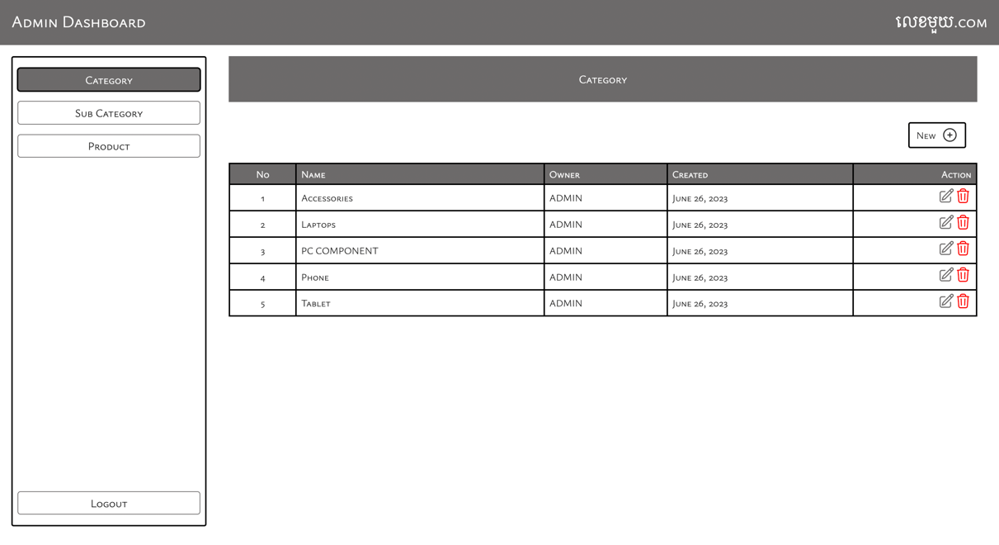 Admin Dashboard
លេខមួយ.com
Category
Sub Category
Product
Logout
Category
New
No Name Owner Created Action
1 Accessories ADMIN June 26, 2023
2 Laptops ADMIN June 26, 2023
3 PC COMPONENT ADMIN June 26, 2023
4 Phone ADMIN June 26, 2023
5 Tablet ADMIN June 26, 2023